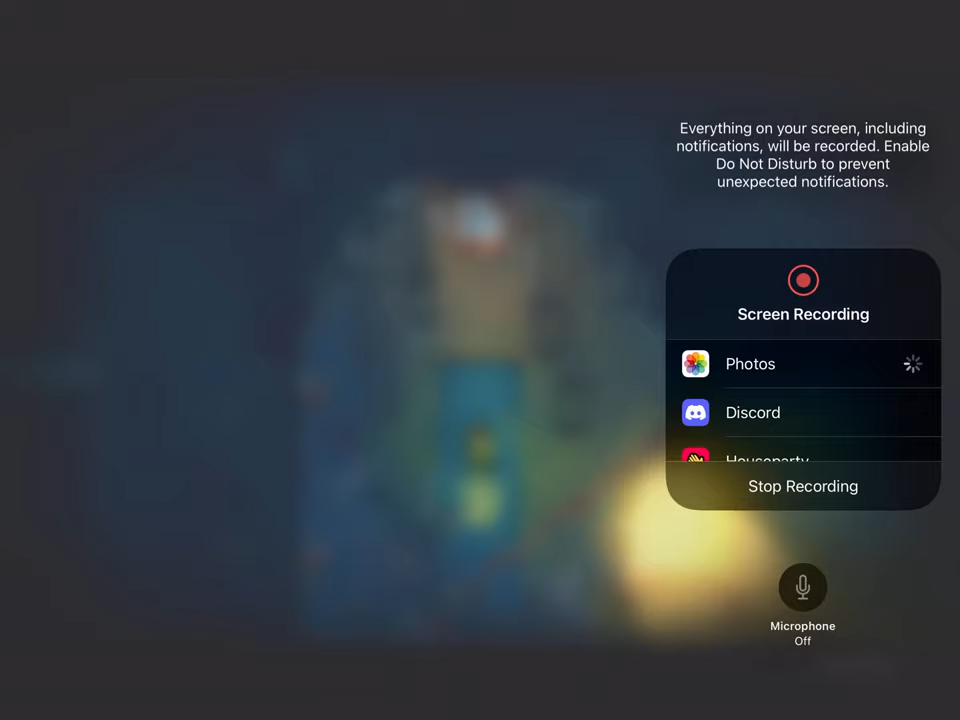 Everything on your screen, including
notifications, will be recorded. Enable
Do Not Disturb to prevent
unexpected notifications.
Screen Recording
Photos
Discord
Houseparty
Stop Recording
Microphone
Off